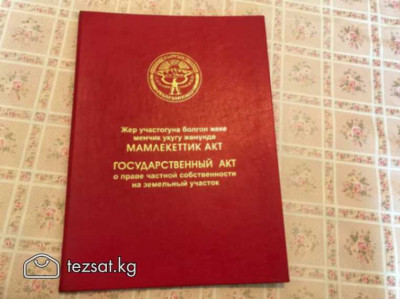 Жер участогуна болгон жеке
менчик укугу жөнүндө
МАМЛЕКЕТТИК АКТ
ГОСУДАРСТВЕННЫЙ АКТ
о праве частной собственности
на земельный участок
tezsat.kg